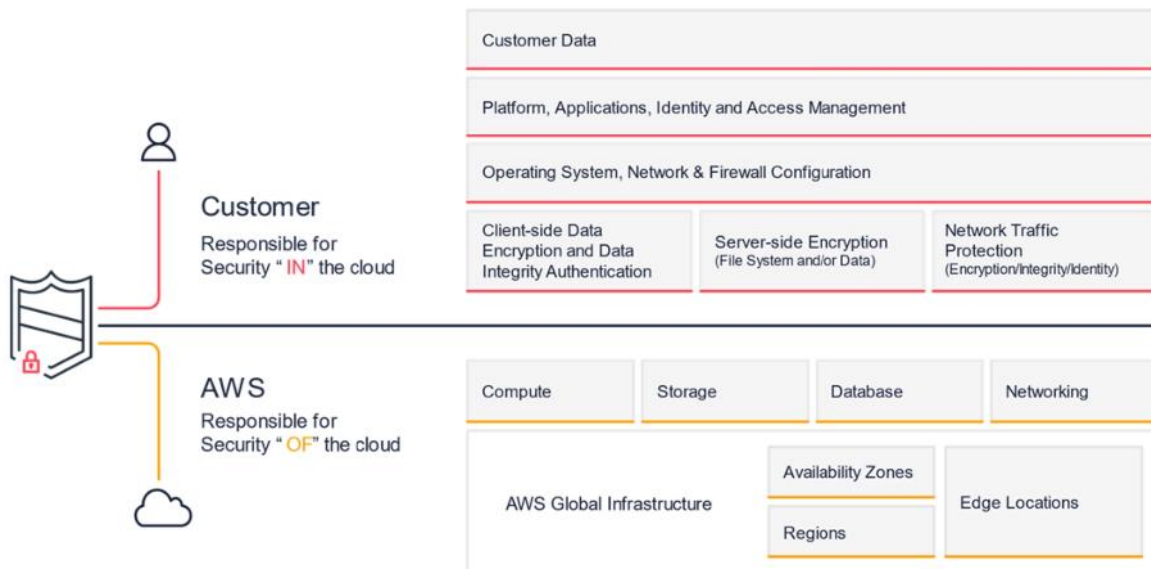 Customer Data
Platform, Applications, Identity and Access Management
Operating System, Network & Firewall Configuration
Customer
Responsible for
Security “ IN” the cloud
Client-side Data
Encryption and Data
Integrity Authentication
Server-side Encryption
(File System and/or Data)
Network Traffic
Protection
(Encryption/Integrity/Identity)
AWS
Responsible for
Security “ OF” the cloud
Compute
Storage
Database
Networking
AWS Global Infrastructure
Availability Zones
Regions
Edge Locations